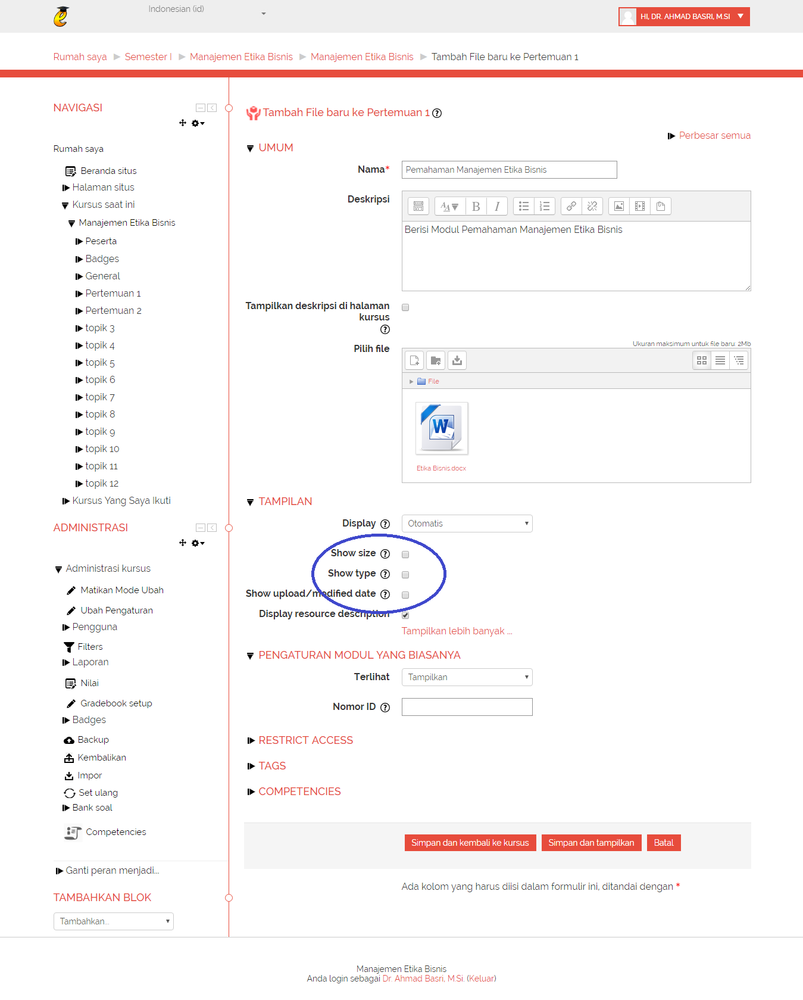 Indonesian (id)
HI, DR. AHMAD BASRI, M.SI
Rumah saya
Semester I
Manajemen Etika Bisnis
Manajemen Etika Bisnis
Tambah File baru ke Pertemuan 1
NAVIGASI
Rumah saya
Beranda situs
Halaman situs
Kursus saat ini
Manajemen Etika Bisnis
Peserta
Badges
General
Pertemuan 1
Pertemuan 2
topik 3
topik 4
topik 5
topik 6
topik 7
topik 8
topik 9
topik 10
topik 11
topik 12
Kursus Yang Saya Ikuti
ADMINISTRASI
Administrasi kursus
Matikan Mode Ubah
Ubah Pengaturan
Pengguna
Filters
Laporan
Nilai
Gradebook setup
Badges
Backup
Kembalikan
Impor
Set ulang
Bank soal
Competencies
Ganti peran menjadi...
TAMBAHKAN BLOK
Tambahkan...
Tambah File baru ke Pertemuan 1
Perbesar semua
UMUM
Nama*
Pemahaman Manajemen Etika Bisnis
Deskripsi
Berisi Modul Pemahaman Manajemen Etika Bisnis
Tampilkan deskripsi di halaman
kursus
Pilih file
Ukuran maksimum untuk file baru: 2Mb
File
Etika Bisnis.docx
TAMPILAN
Display
Otomatis
Show size
Show type
Show upload/modified date
Display resource description
Tampilkan lebih banyak ...
PENGATURAN MODUL YANG BIASANYA
Terlihat
Tampilkan
Nomor ID
RESTRICT ACCESS
TAGS
COMPETENCIES
Simpan dan kembali ke kursus
Simpan dan tampilkan
Batal
Ada kolom yang harus diisi dalam formulir ini, ditandai dengan *
Manajemen Etika Bisnis
Anda login sebagai Dr. Ahmad Basri, M.Si. (Keluar)